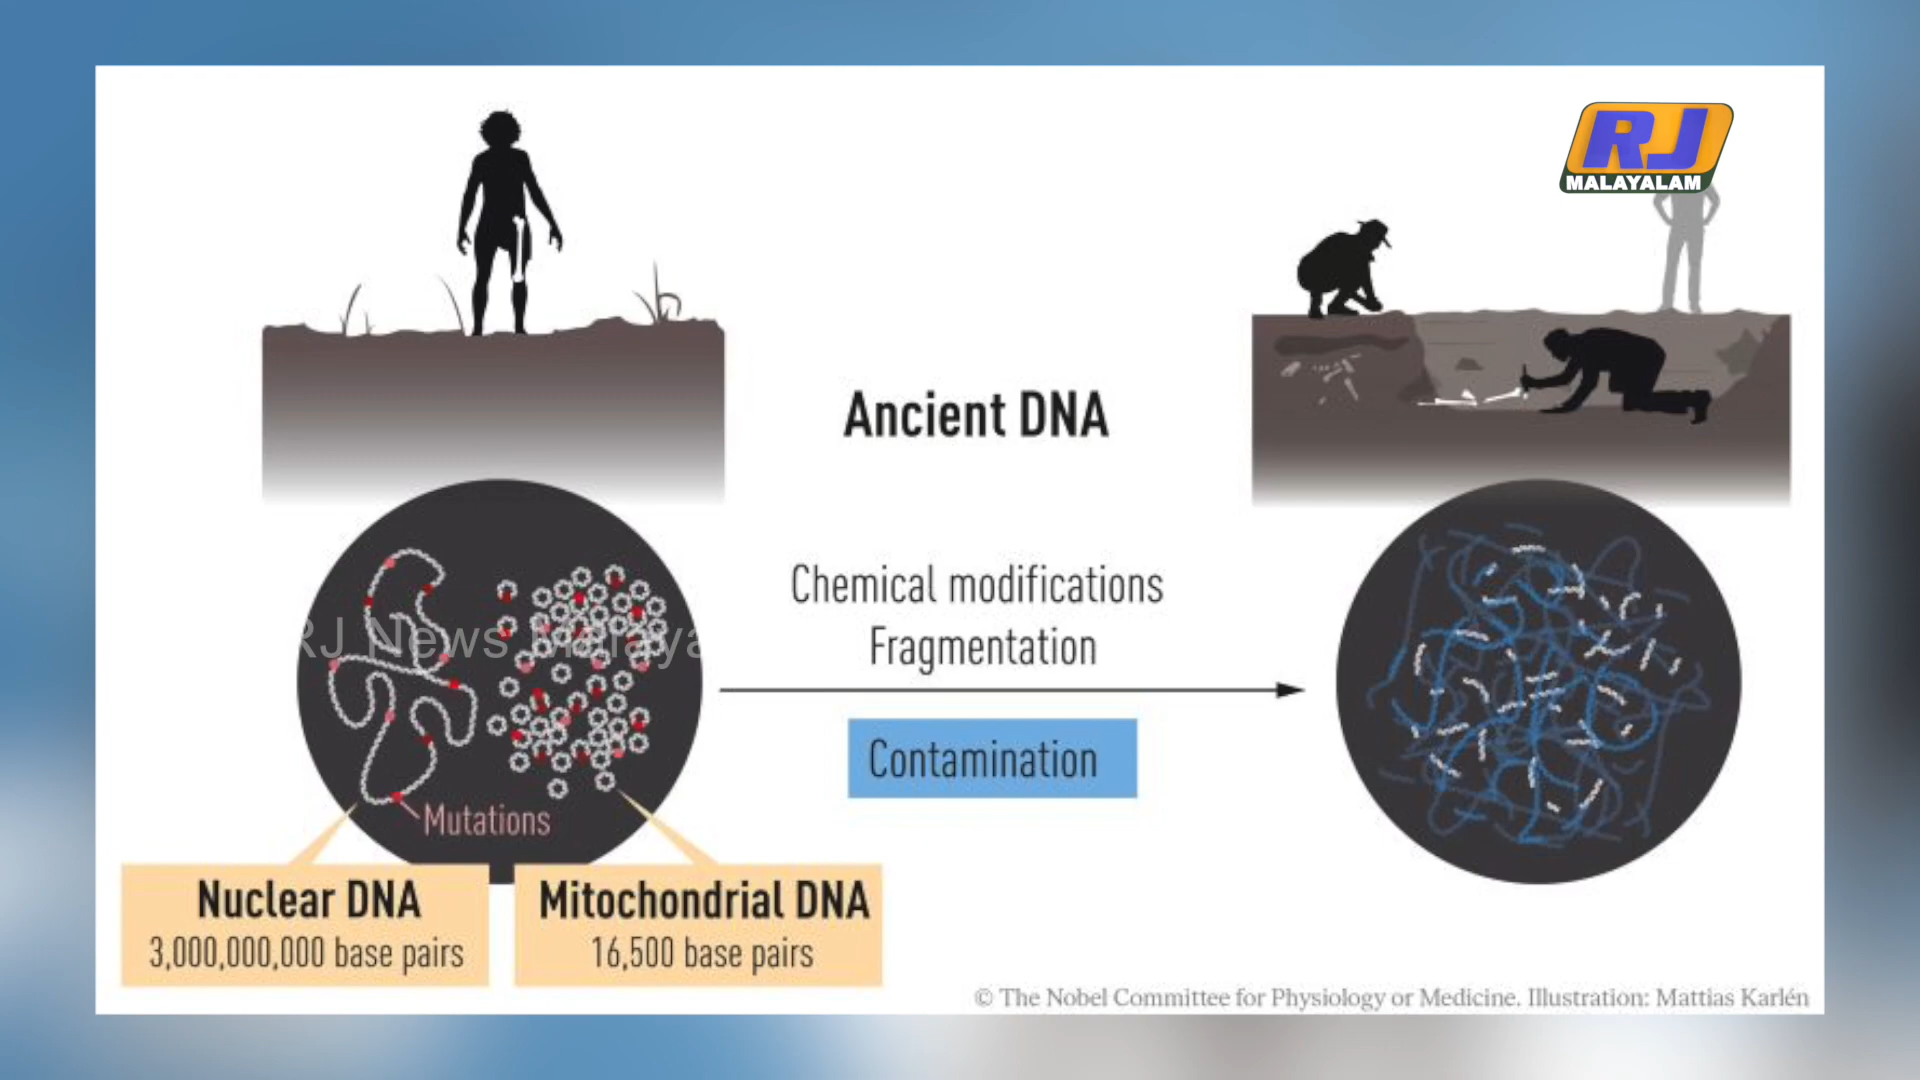 RJ
MALAYALAM
Ancient DNA
Chemical modifications
Fragmentation
Contamination
RJ News Malaya
Mutations
Nuclear DNA
3,000,000,000 base pairs
Mitochondrial DNA
16,500 base pairs
© The Nobel Committee for Physiology or Medicine. Illustration: Mattias Karlén